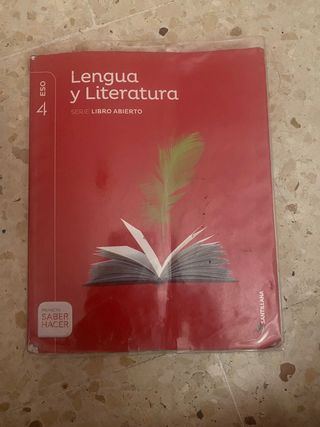 ESO
4
Lengua
y Literatura
SERIE LIBRO ABIERTO
PROYECTO
SABER
HACER
SANTILLANA